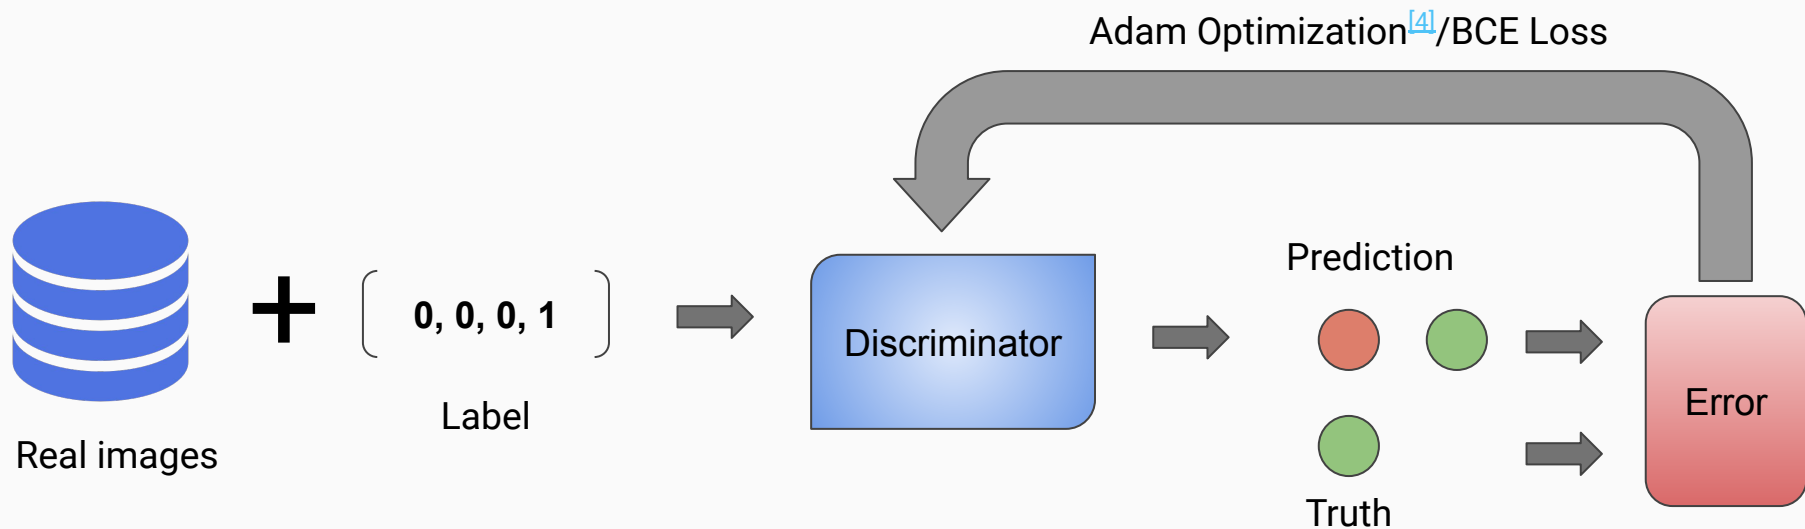 Adam Optimization[4]/BCE Loss
Real images
0, 0, 0, 1
Label
Discriminator
Prediction
Truth
Error